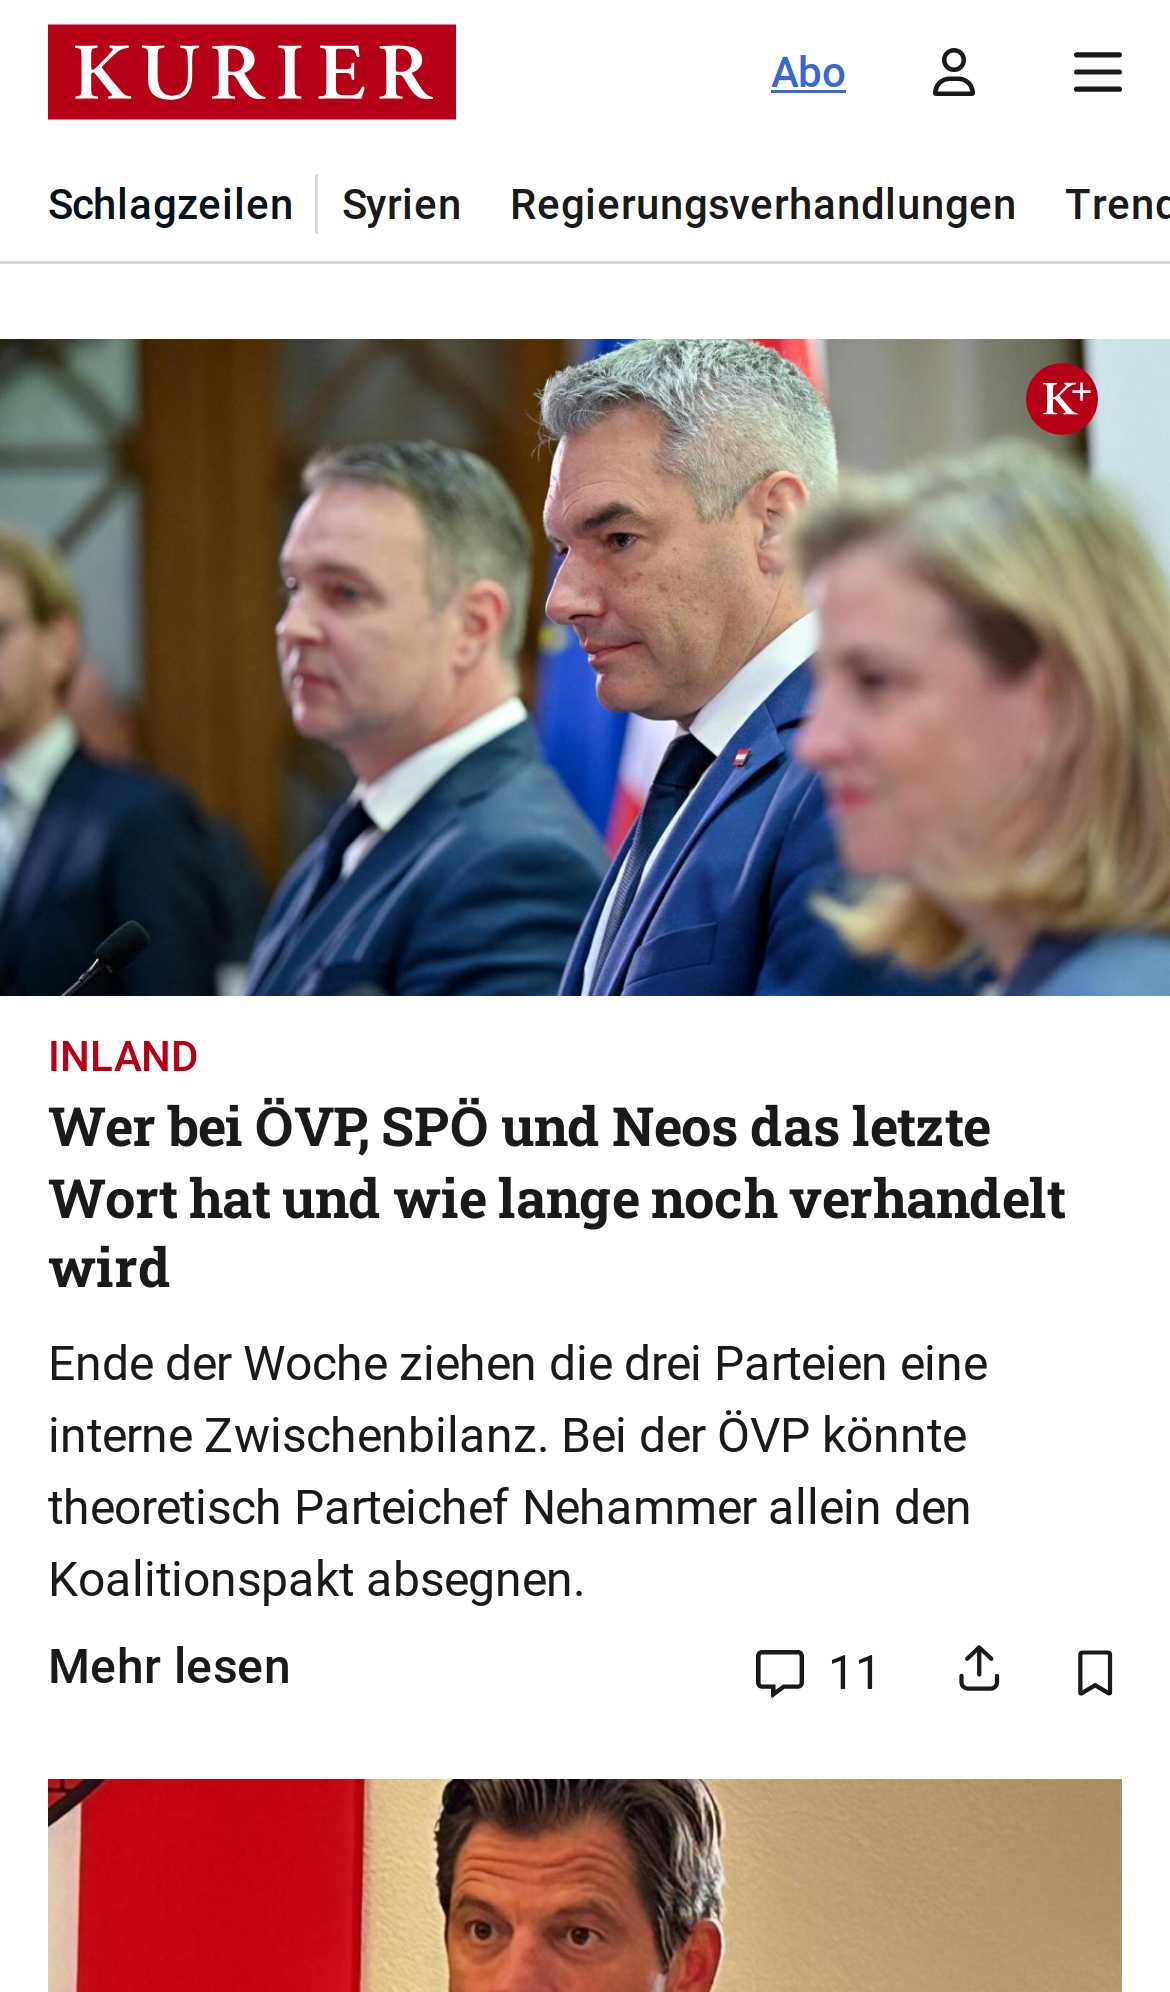 KURIER
Abo
Schlagzeilen
Syrien
Regierungsverhandlungen
Trend
K+
INLAND
Wer bei ÖVP, SPÖ und Neos das letzte
Wort hat und wie lange noch verhandelt
wird
Ende der Woche ziehen die drei Parteien eine
interne Zwischenbilanz. Bei der ÖVP könnte
theoretisch Parteichef Nehammer allein den
Koalitionspakt absegnen.
Mehr lesen
11